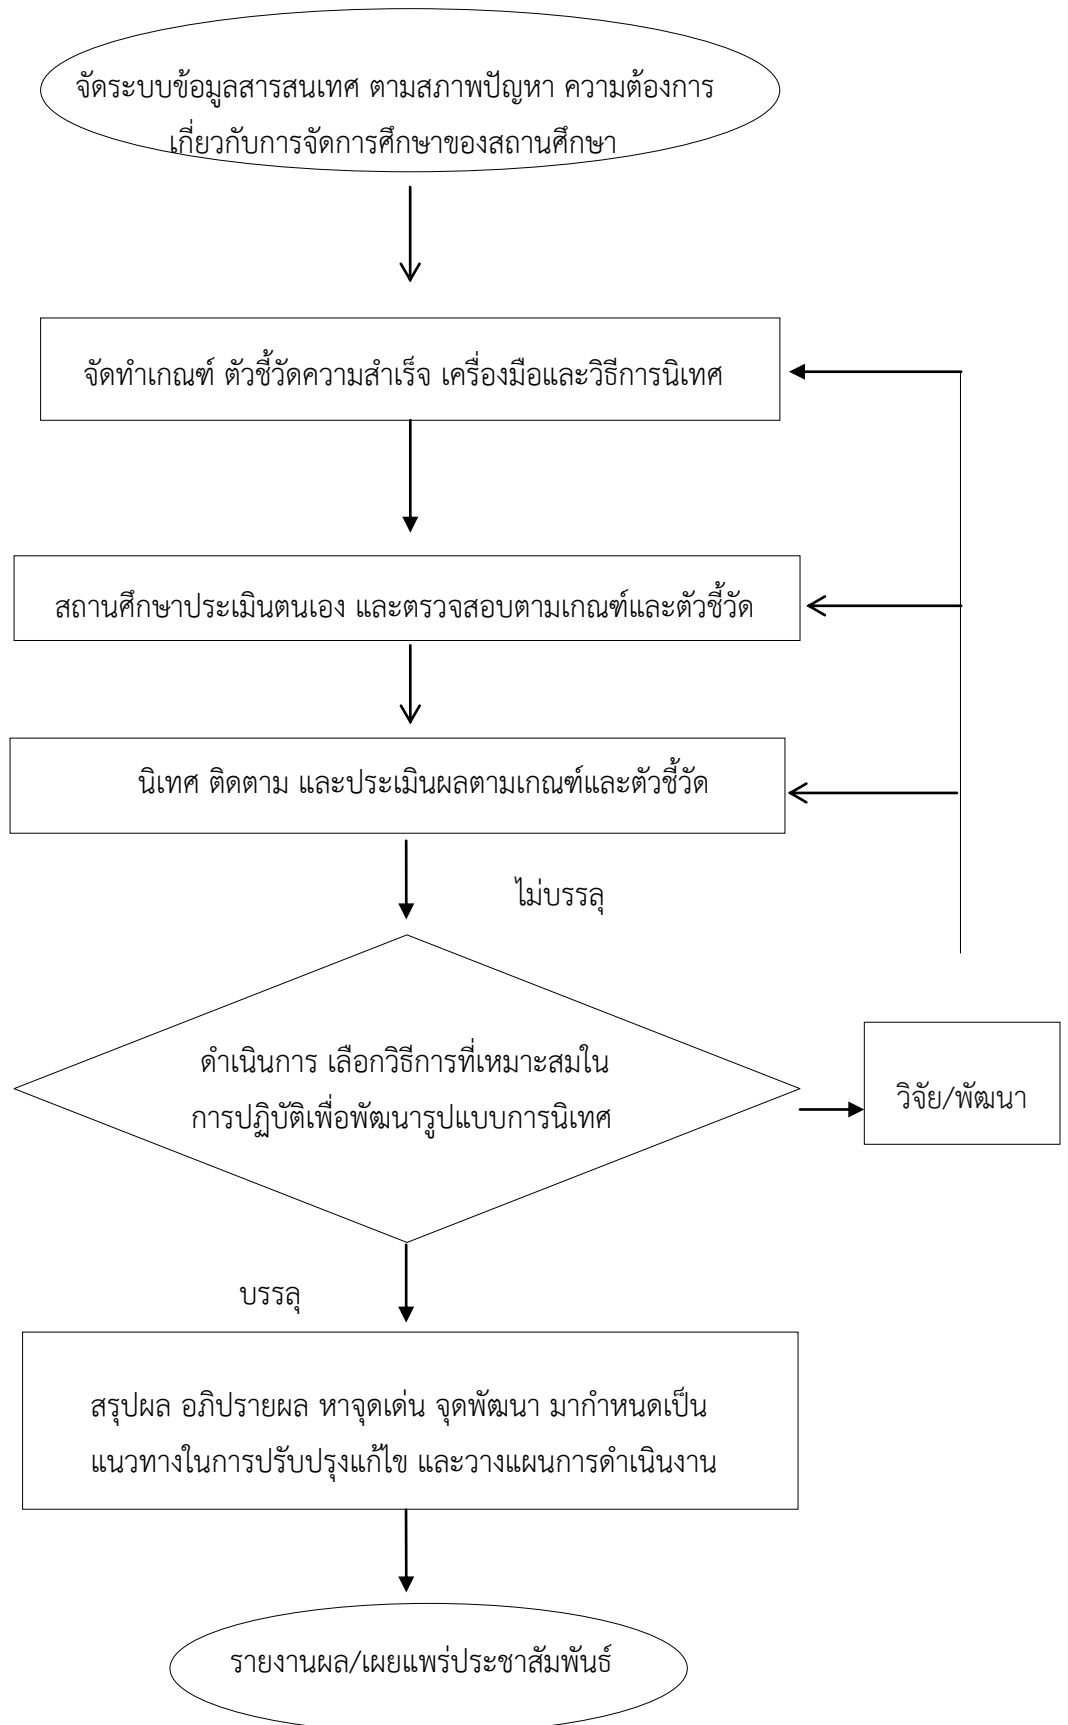 จัดระบบข้อมูลสารสนเทศ ตามสภาพปัญหา ความต้องการ
เกี่ยวกับการจัดการศึกษาของสถานศึกษา
จัดทำเกณฑ์ ตัวชี้วัดความสำเร็จ เครื่องมือและวิธีการนิเทศ
สถานศึกษาประเมินตนเอง และตรวจสอบตามเกณฑ์และตัวชี้วัด
นิเทศ ติดตาม และประเมินผลตามเกณฑ์และตัวชี้วัด
ไม่บรรลุ
ดำเนินการ เลือกวิธีการที่เหมาะสมใน
การปฏิบัติเพื่อพัฒนารูปแบบการนิเทศ
วิจัย/พัฒนา
บรรลุ
สรุปผล อภิปรายผล หาจุดเด่น จุดพัฒนา มากำหนดเป็น
แนวทางในการปรับปรุงแก้ไข และวางแผนการดำเนินงาน
รายงานผล/เผยแพร่ประชาสัมพันธ์